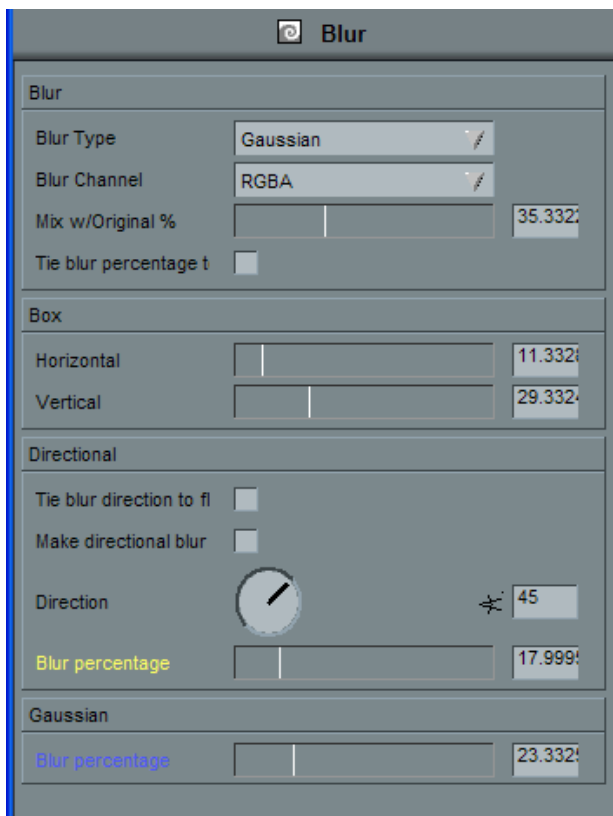 Blur
Blur
Blur Type Gaussian
Blur Channel RGBA
Mix w/Original % 35.3322
Tie blur percentage t
Box
Horizontal 11.3328
Vertical 29.3324
Directional
Tie blur direction to fl
Make directional blur
Direction 45
Blur percentage 17.9995
Gaussian
Blur percentage 23.3325